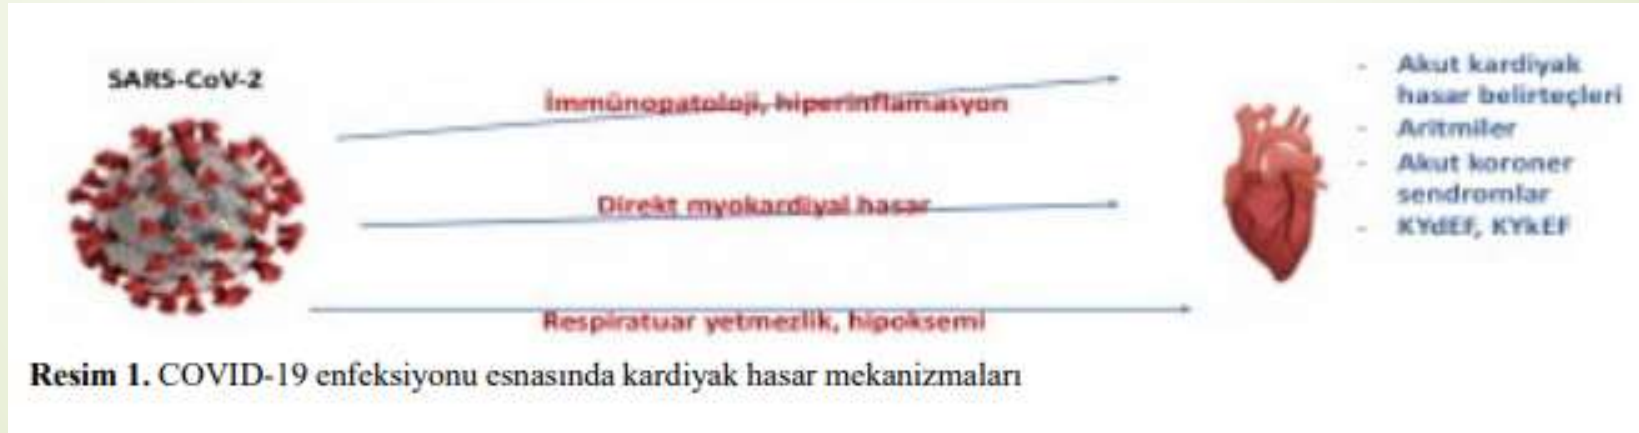 SARS-CoV-2
İmmünopatoloji, hiperinflamasyon
Direkt myokardiyal hasar
Respiratuar yetmezlik, hipoksemi
- Akut kardiyak
hasar belirteçleri
- Aritmiler
- Akut koroner
sendromlar
- KYdEF, KYkEF
Resim 1. COVID-19 enfeksiyonu esnasında kardiyak hasar mekanizmaları